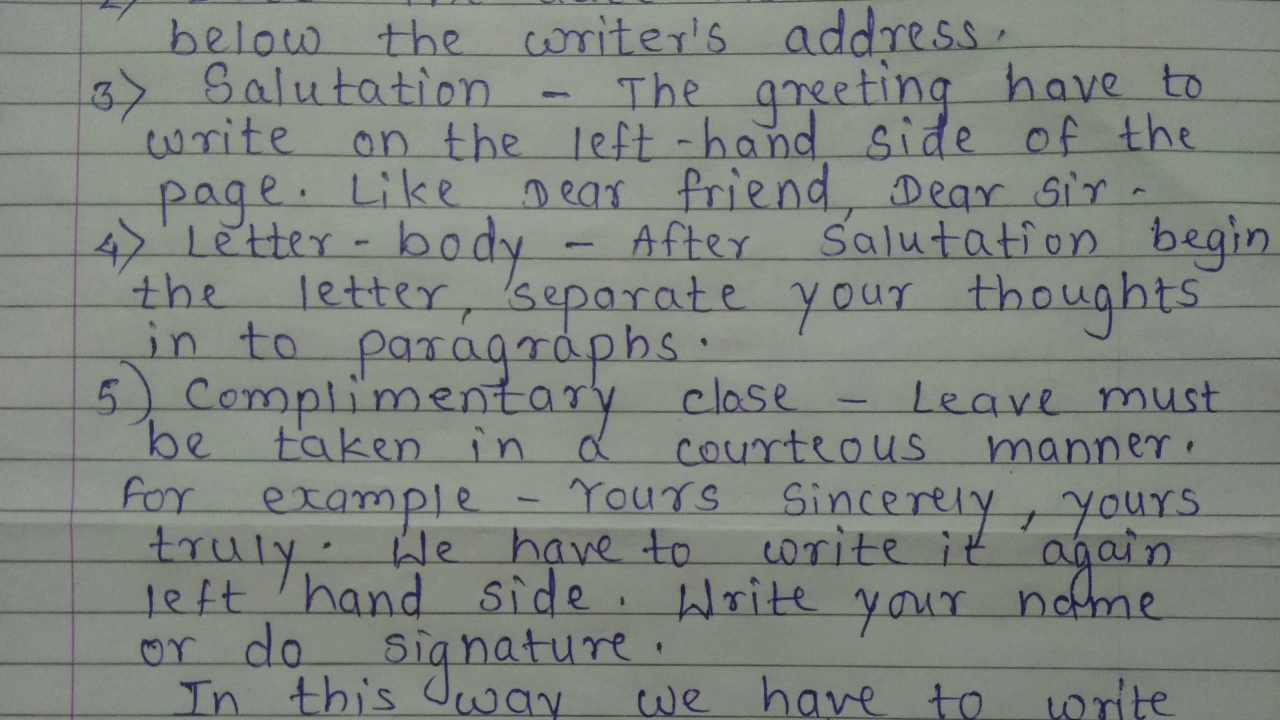 below the writer's address.
3) Salutation - The greeting have to
write on the left-hand side of the
page. Like Dear friend, Dear Sir -
4) Letter-body - After Salutation begin
the letter, separate your thoughts
in to paragraphs.
5) Complimentary close - Leave must
be taken in a courteous manner.
For example - Yours Sincerely, yours
truly. We have to write it again
left hand side. Write your name
or do signature.
In this way we have to write